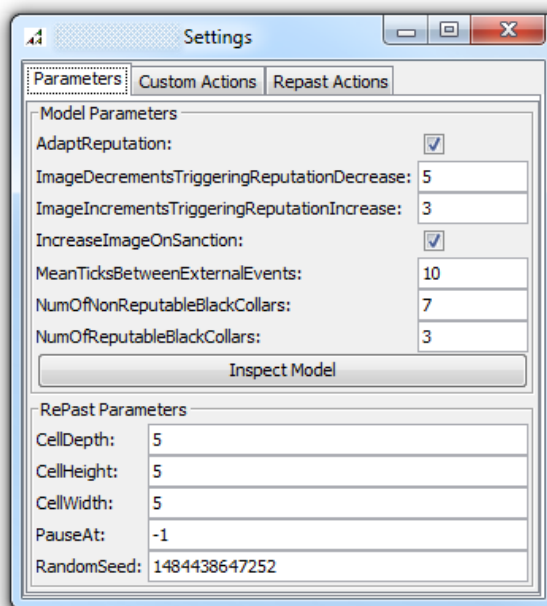 Settings
Parameters Custom Actions Repast Actions
Model Parameters
AdaptReputation:
ImageDecrementsTriggeringReputationDecrease: 5
ImageIncrementsTriggeringReputationIncrease: 3
IncreaseImageOnSanction:
MeanTicksBetweenExternalEvents: 10
NumOfNonReputableBlackCollars: 7
NumOfReputableBlackCollars: 3
Inspect Model
RePast Parameters
CellDepth: 5
CellHeight: 5
CellWidth: 5
PauseAt: -1
RandomSeed: 1484438647252